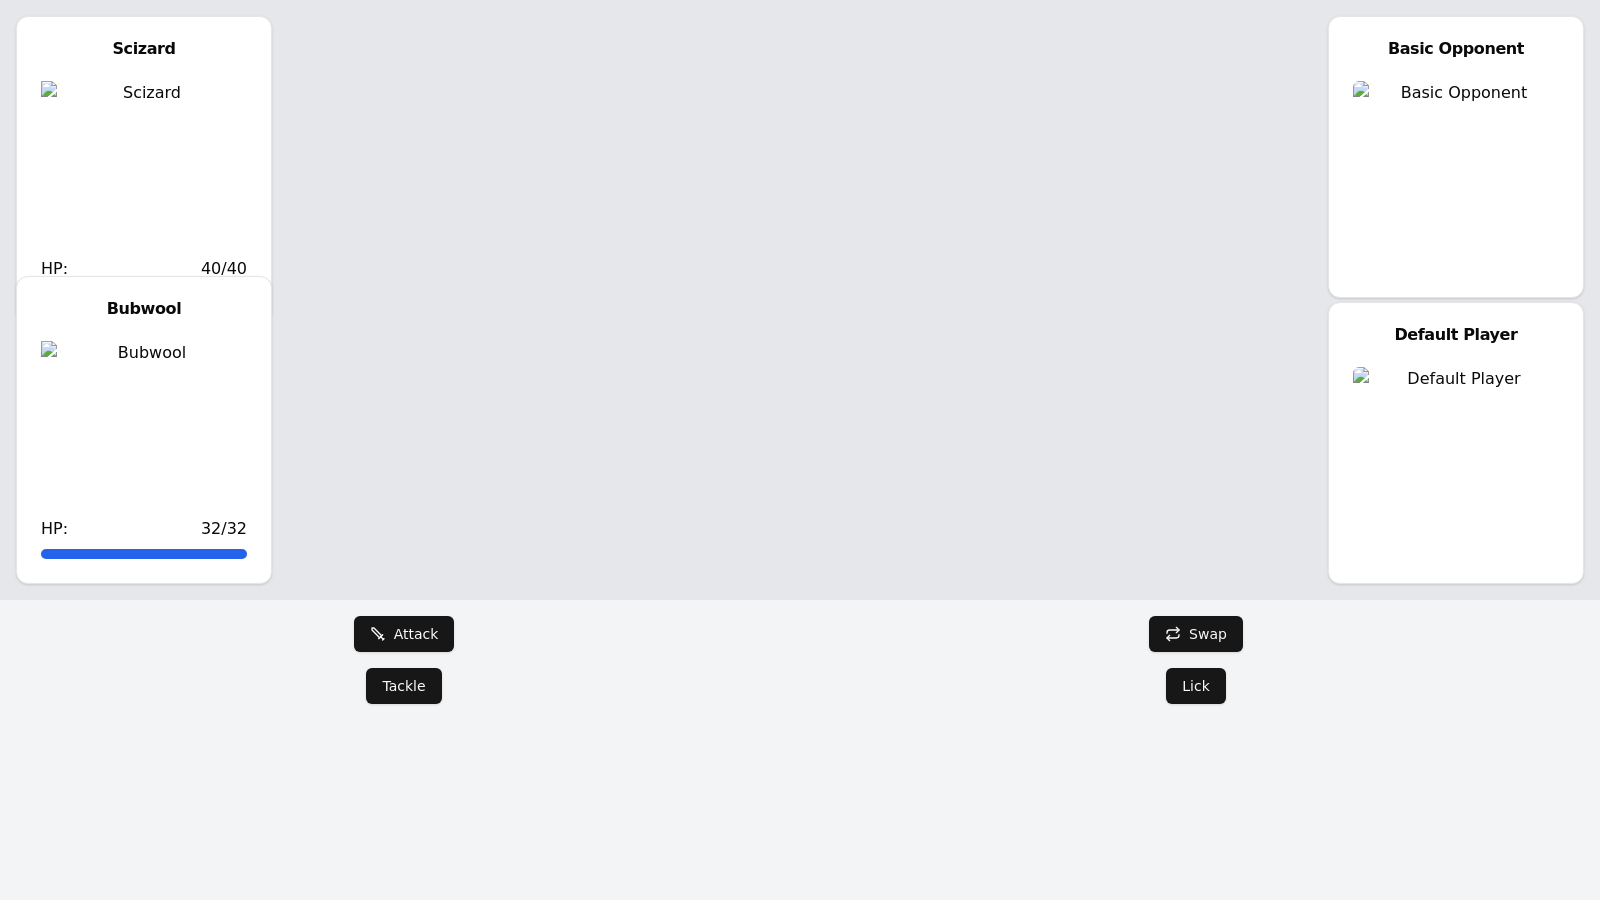 Scizard
Scizard
HP: 40/40
Bubwool
Bubwool
HP: 32/32
Basic Opponent
Basic Opponent
Default Player
Default Player
Attack
Swap
Tackle
Lick